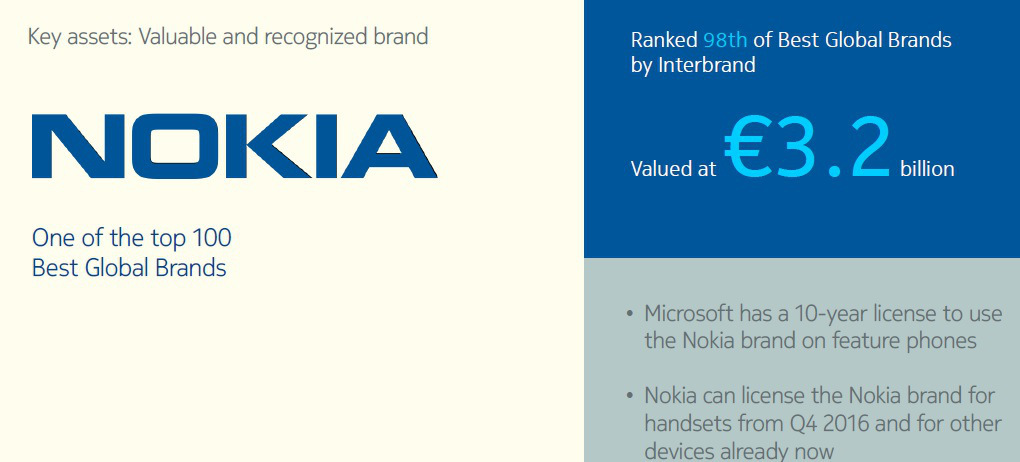 Key assets: Valuable and recognized brand
NOKIA
One of the top 100
Best Global Brands
Ranked 98th of Best Global Brands
by Interbrand
Valued at €3.2 billion
• Microsoft has a 10-year license to use
the Nokia brand on feature phones
• Nokia can license the Nokia brand for
handsets from Q4 2016 and for other
devices already now